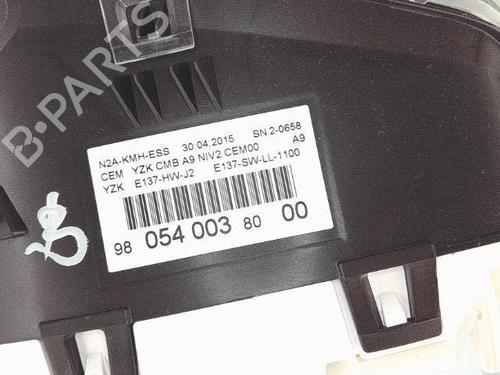 B-PARTS
N2A-KMH-ESS 30.04.2015 SN 2-0658
CEM YZK CMB A9 NIV2 CEM00 A9
YZK E137-HW-J2 E137-SW-LL-1100
98 054 003 80 00